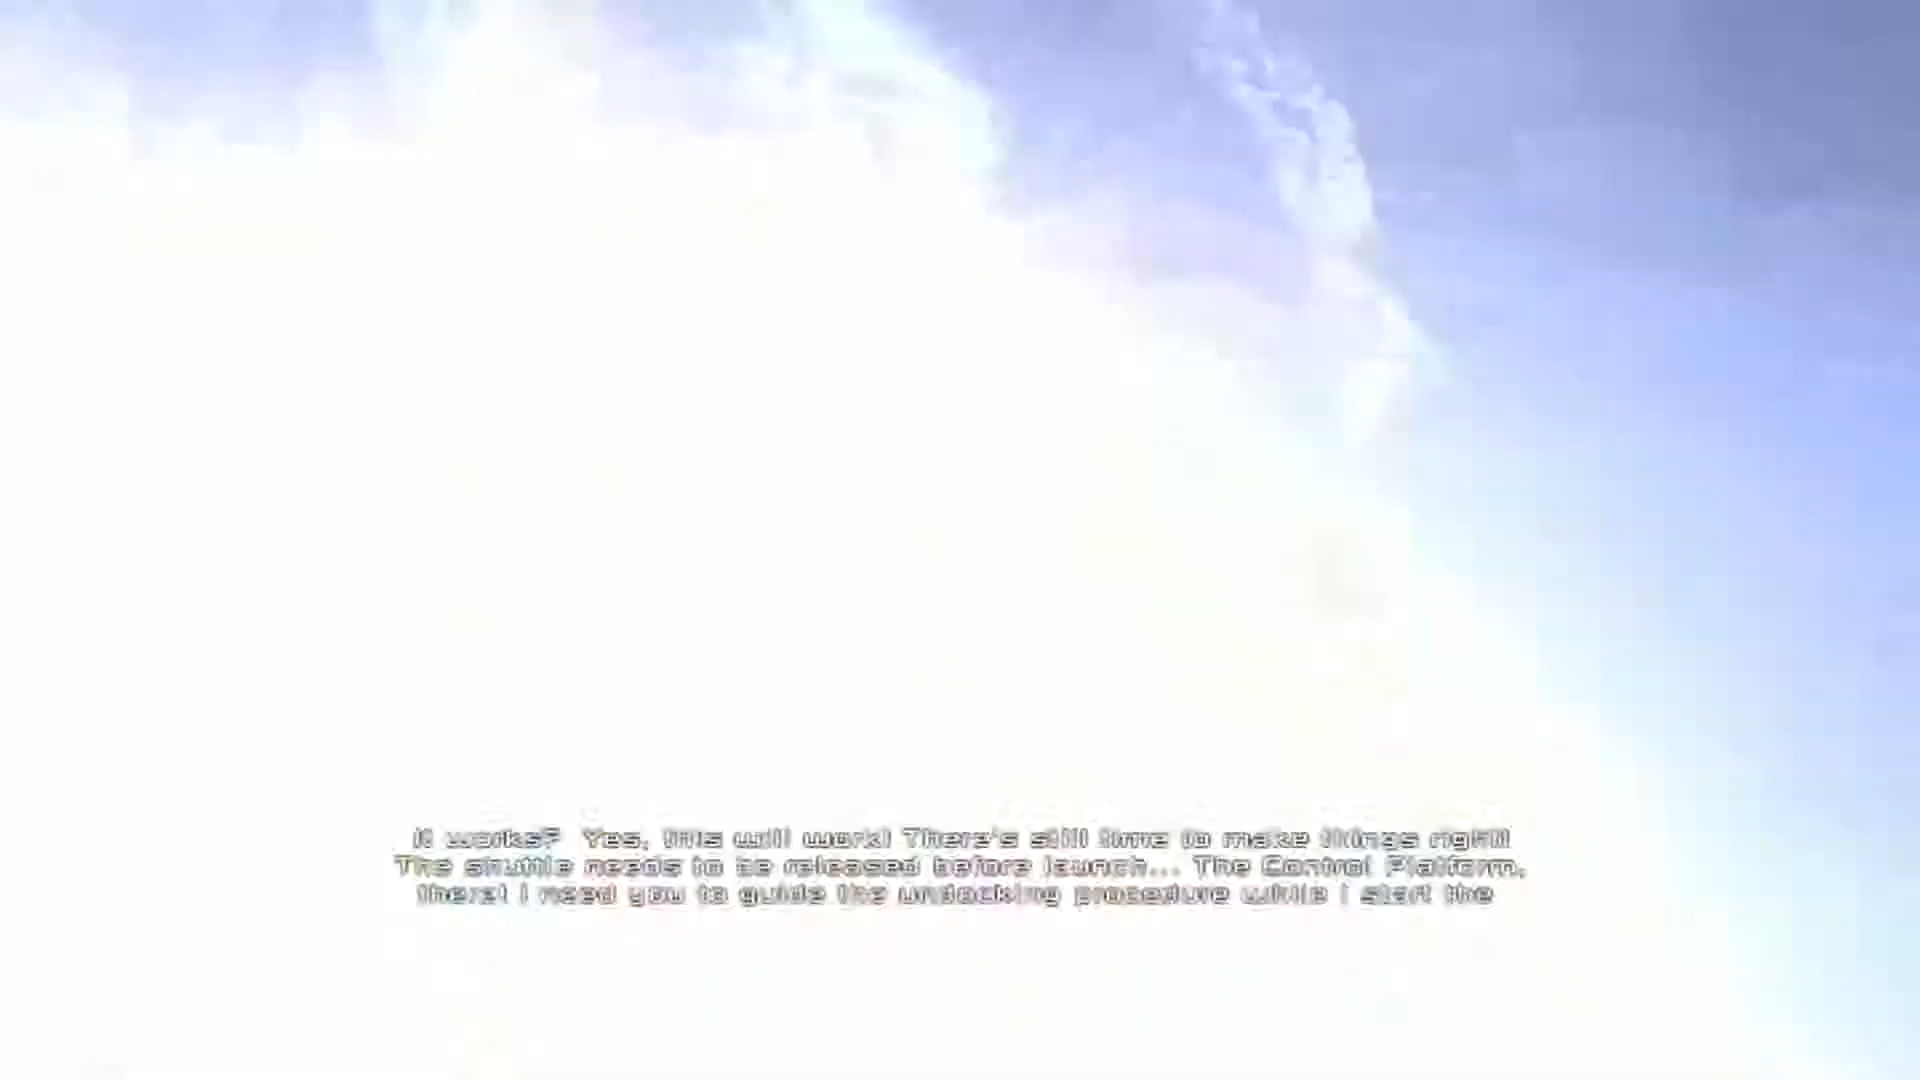 It works?  Yes, this will work! There's still time to make things right!
The shuttle needs to be released before launch... The Control Platform,
there! I need you to guide the undocking procedure while I start the